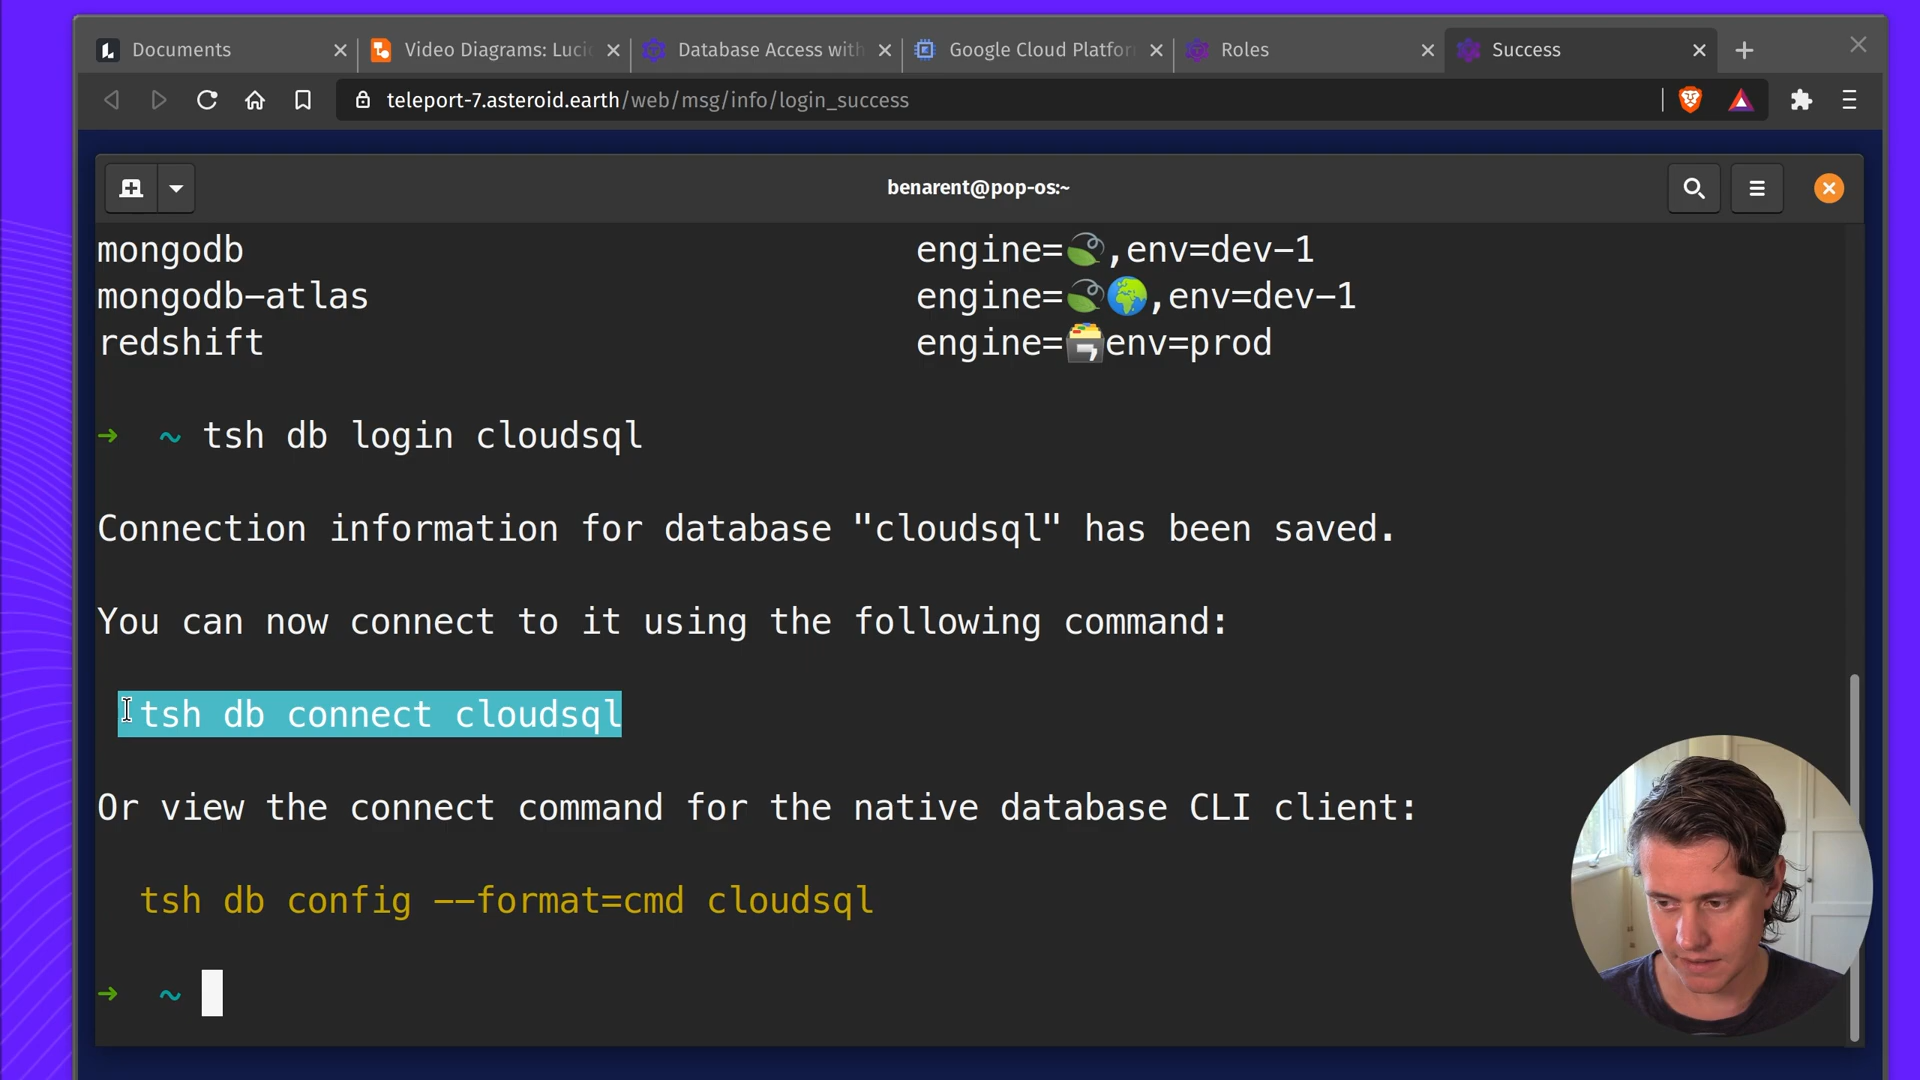 Documents
Video Diagrams: Luci
Database Access with
Google Cloud Platfor
Roles
Success
teleport-7.asteroid.earth/web/msg/info/login_success
benarent@pop-os:~
mongodb engine=🍃,env=dev-1
mongodb-atlas engine=🍃🌍,env=dev-1
redshift engine=🗃,env=prod
➜ ~ tsh db login cloudsql
Connection information for database "cloudsql" has been saved.
You can now connect to it using the following command:
tsh db connect cloudsql
Or view the connect command for the native database CLI client:
tsh db config --format=cmd cloudsql
➜ ~